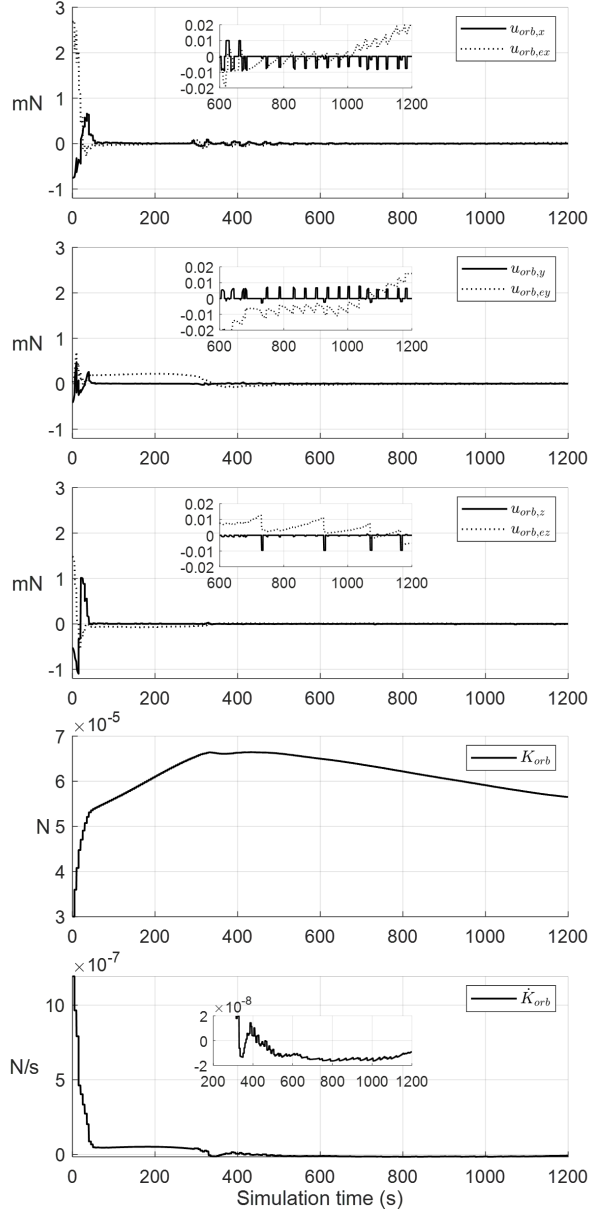 3
2
1
0
-1
mN
0 200 400 600 800 1000 1200
0.02
0.01
0
-0.01
-0.02
600 800 1000 1200
u_{orb,x}
u_{orb,ex}
3
2
1
0
-1
mN
0 200 400 600 800 1000 1200
0.02
0.01
0
-0.01
-0.02
600 800 1000 1200
u_{orb,y}
u_{orb,ey}
3
2
1
0
-1
mN
0 200 400 600 800 1000 1200
0.02
0.01
0
-0.01
-0.02
600 800 1000 1200
u_{orb,z}
u_{orb,ez}
×10^{-5}
7
6
5
4
3
N
0 200 400 600 800 1000 1200
K_{orb}
×10^{-7}
10
5
0
N/s
0 200 400 600 800 1000 1200
×10^{-8}
2
0
-2
200 400 600 800 1000 1200
K̇_{orb}
Simulation time (s)